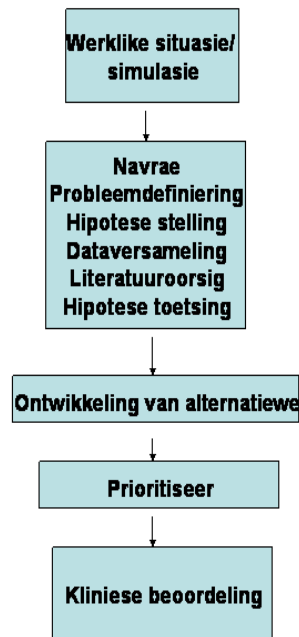 Werklike situasie/
simulasie
Navrae
Probleemdefiniering
Hipotese stelling
Dataversameling
Literatuuroorsig
Hipotese toetsing
Ontwikkeling van alternatiewe
Prioritiseer
Kliniese beoordeling